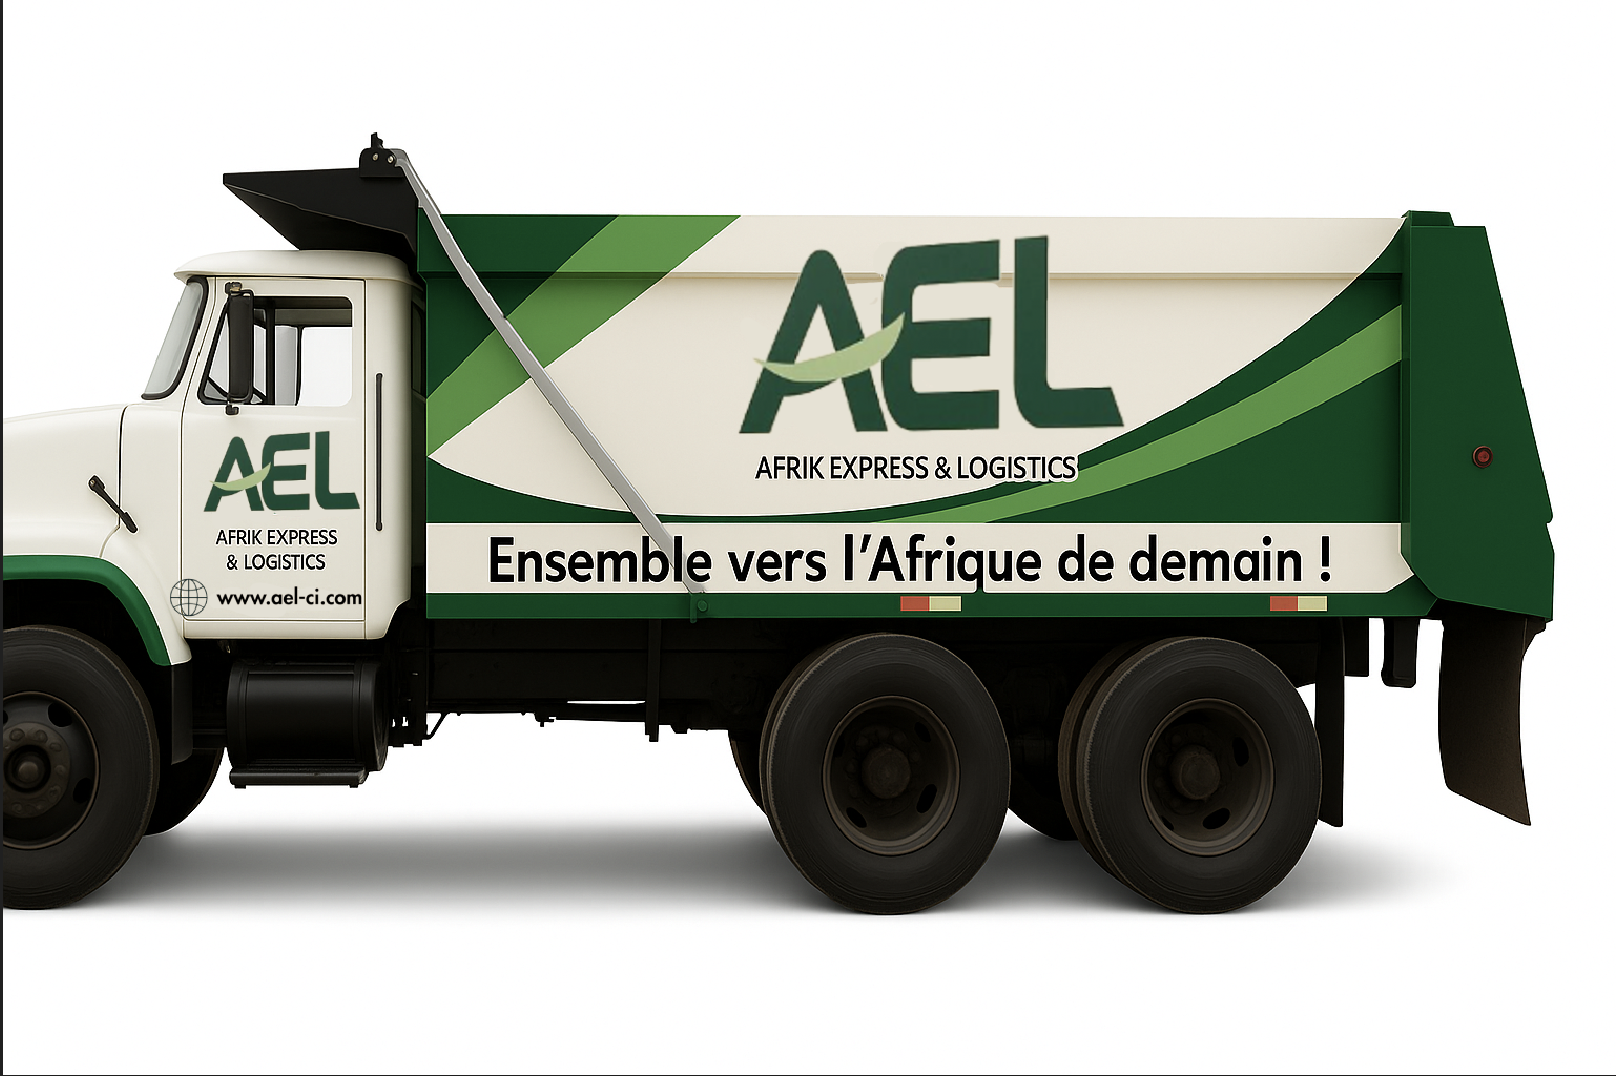 AEL
AFRIK EXPRESS & LOGISTICS
Ensemble vers l'Afrique de demain !
AEL
AFRIK EXPRESS
& LOGISTICS
www.ael-ci.com